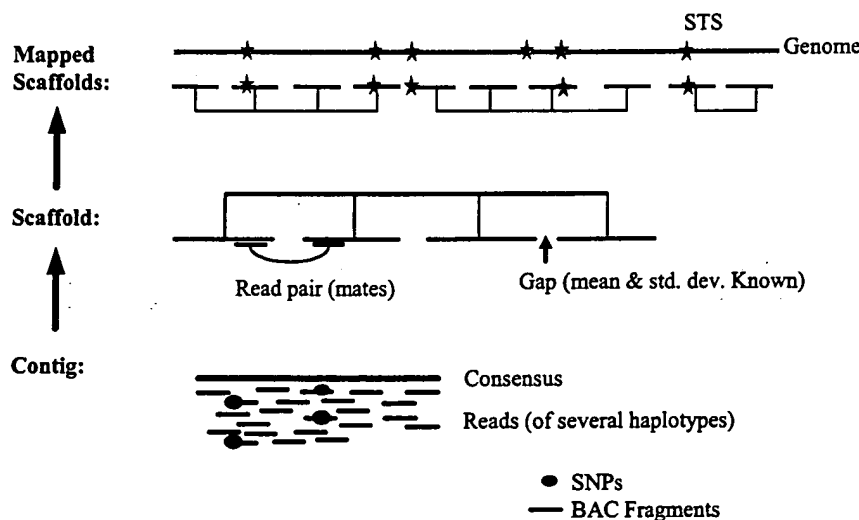 STS
Genome
Mapped
Scaffolds:
Scaffold:
Read pair (mates)
Gap (mean & std. dev. Known)
Contig:
Consensus
Reads (of several haplotypes)
SNPs
BAC Fragments